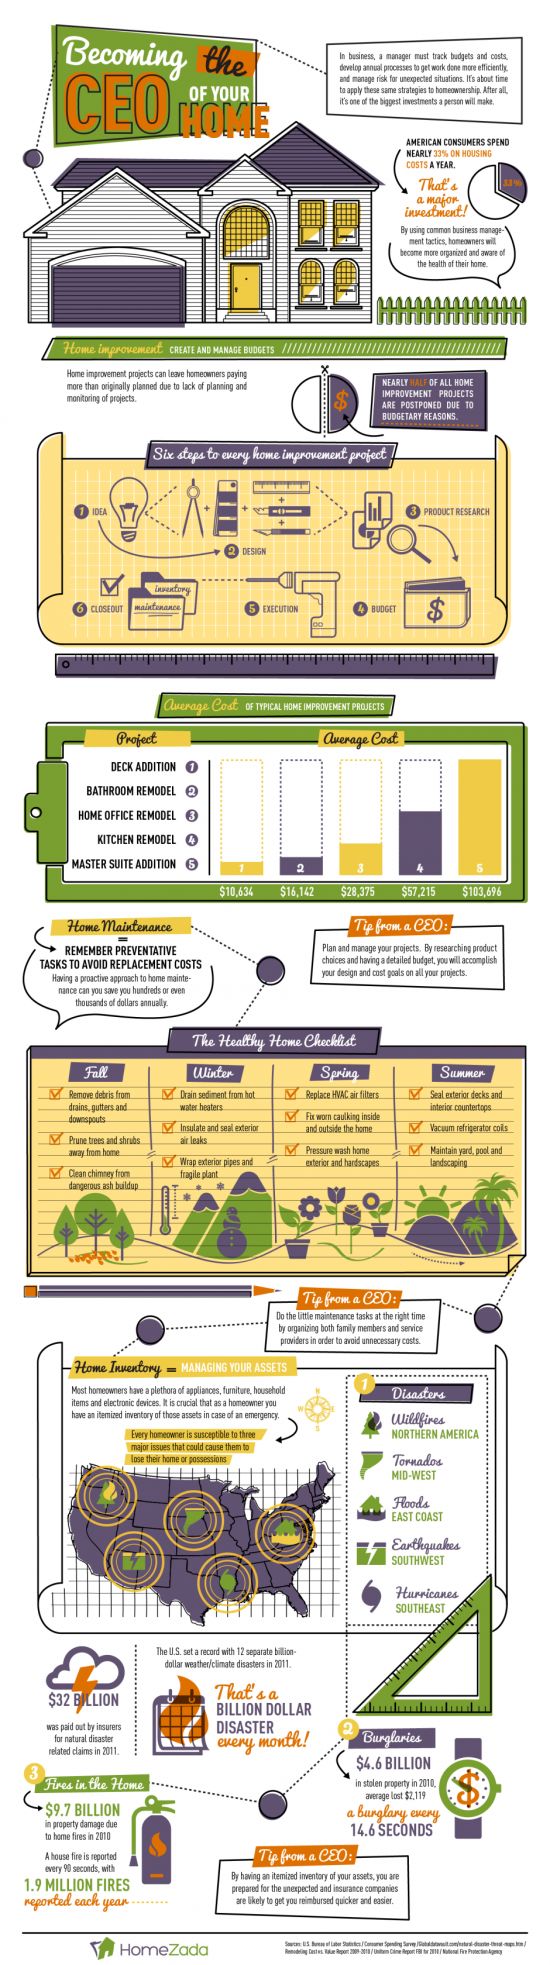 Becoming the
CEO OF YOUR
HOME
In business, a manager must track budgets and costs,
develop annual processes to get work done more efficiently,
and manage risk for unexpected situations. It's about time
to apply these same strategies to homeownership. After all,
it's one of the biggest investments a person will make.
AMERICAN CONSUMERS SPEND
NEARLY 33% ON HOUSING
COSTS A YEAR.
33%
That's
a major
investment!
By using common business manage-
ment tactics, homeowners will
become more organized and aware of
the health of their home.
Home improvement CREATE AND MANAGE BUDGETS
Home improvement projects can leave homeowners paying
more than originally planned due to lack of planning and
monitoring of projects.
$
NEARLY HALF OF ALL HOME
IMPROVEMENT PROJECTS
ARE POSTPONED DUE TO
BUDGETARY REASONS.
Six steps to every home improvement project
1 IDEA
+ + + +
2 DESIGN
3 PRODUCT RESEARCH
$
4 BUDGET
5 EXECUTION
inventory
maintenance
6 CLOSEOUT
Average Cost OF TYPICAL HOME IMPROVEMENT PROJECTS
Project
Average Cost
DECK ADDITION 1
BATHROOM REMODEL 2
HOME OFFICE REMODEL 3
KITCHEN REMODEL 4
MASTER SUITE ADDITION 5
1 2 3 4 5
$10,634 $16,142 $28,375 $57,215 $103,696
Home Maintenance
=
REMEMBER PREVENTATIVE
TASKS TO AVOID REPLACEMENT COSTS
Having a proactive approach to home mainte-
nance can you save you hundreds or even
thousands of dollars annually.
Tip from a CEO:
Plan and manage your projects. By researching product
choices and having a detailed budget, you will accomplish
your design and cost goals on all your projects.
The Healthy Home Checklist
Fall
Remove debris from
drains, gutters and
downspouts
Prune trees and shrubs
away from home
Clean chimney from
dangerous ash buildup
Winter
Drain sediment from hot
water heaters
Insulate and seal exterior
air leaks
Wrap exterior pipes and
fragile plant
Spring
Replace HVAC air filters
Fix worn caulking inside
and outside the home
Pressure wash home
exterior and hardscapes
Summer
Seal exterior decks and
interior countertops
Vacuum refrigerator coils
Maintain yard, pool and
landscaping
Tip from a CEO:
Do the little maintenance tasks at the right time
by organizing both family members and service
providers in order to avoid unnecessary costs.
Home Inventory = MANAGING YOUR ASSETS
Most homeowners have a plethora of appliances, furniture, household
items and electronic devices. It is crucial that as a homeowner you
have an itemized inventory of those assets in case of an emergency.
Every homeowner is susceptible to three
major issues that could cause them to
lose their home or possessions
N
W E
S
1 Disasters
Wildfires
NORTHERN AMERICA
Tornados
MID-WEST
Floods
EAST COAST
Earthquakes
SOUTHWEST
Hurricanes
SOUTHEAST
$32 BILLION
was paid out by insurers
for natural disaster
related claims in 2011.
The U.S. set a record with 12 separate billion-
dollar weather/climate disasters in 2011.
That's a
BILLION DOLLAR
DISASTER
every month!
2 Burglaries
$4.6 BILLION
in stolen property in 2010,
average lost $2,119
a burglary every
14.6 SECONDS
$
3 Fires in the Home
$9.7 BILLION
in property damage due
to home fires in 2010
A house fire is reported
every 90 seconds, with
1.9 MILLION FIRES
reported each year
Tip from a CEO:
By having an itemized inventory of your assets, you are
prepared for the unexpected and insurance companies
are likely to get you reimbursed quicker and easier.
HomeZada
Sources: U.S. Bureau of Labor Statistics / Consumer Spending Survey /Globaldatavault.com/natural-disaster-threat-maps.htm /
Remodeling Cost vs. Value Report 2009-2010 / Uniform Crime Report FBI for 2010 / National Fire Protection Agency